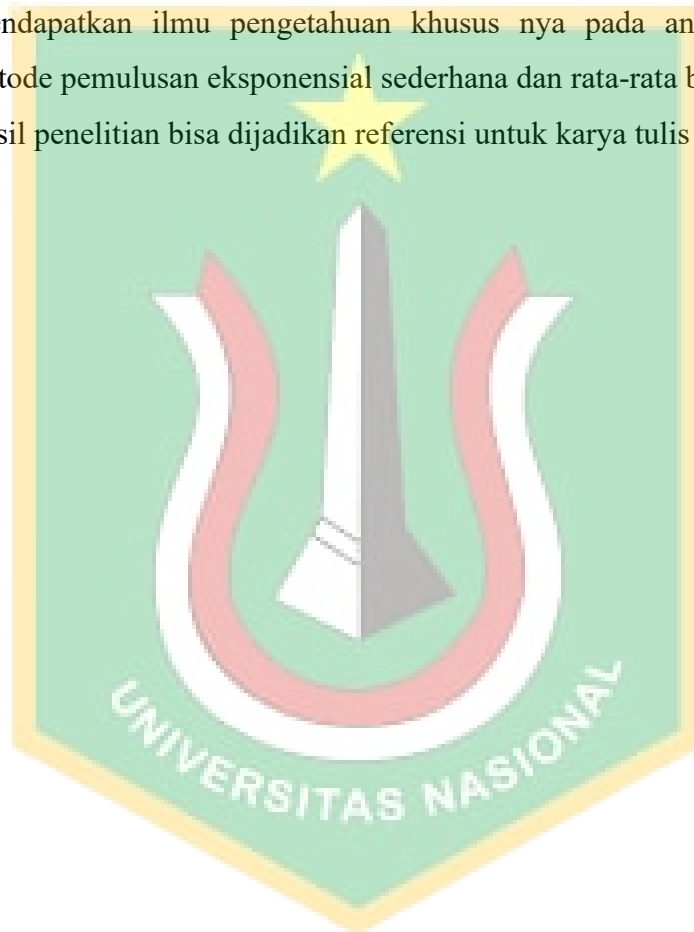 ndapatkan ilmu pengetahuan khusus nya pada an
tode pemulusan eksponensial sederhana dan rata-rata b
sil penelitian bisa dijadikan referensi untuk karya tulis
UNIVERSITAS NASIONAL